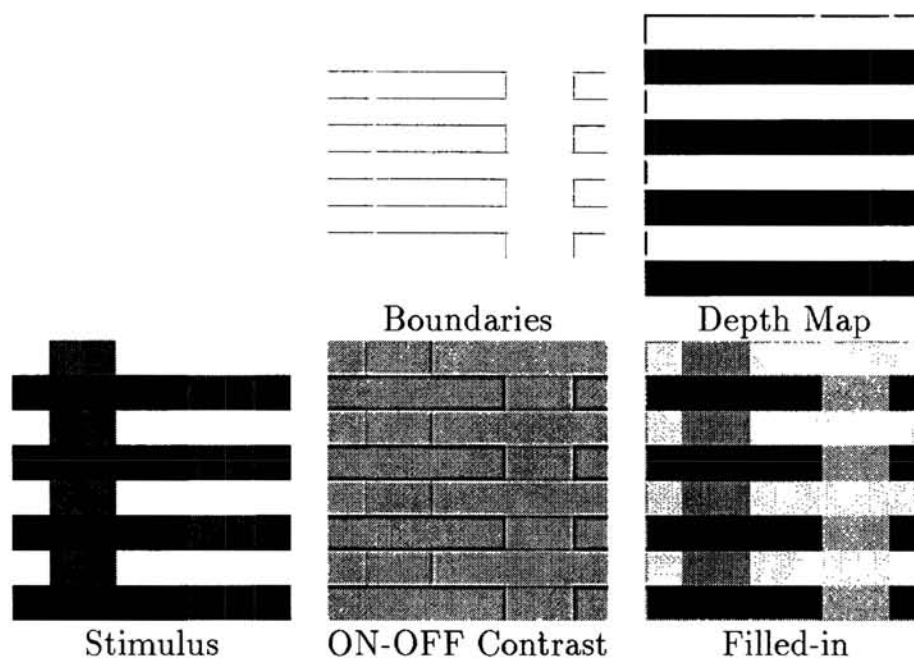 Boundaries
Depth Map
Stimulus
ON-OFF Contrast
Filled-in